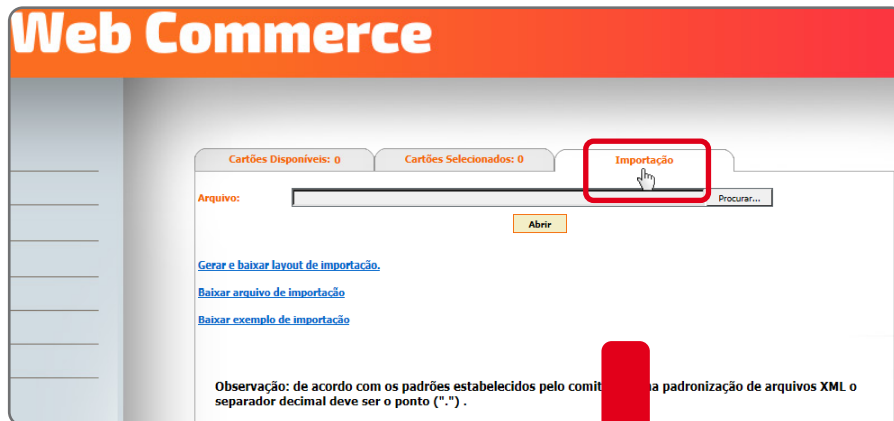 Web Commerce
Cartões Disponíveis: 0 Cartões Selecionados: 0 Importação
Arquivo: Procurar...
Abrir
Gerar e baixar layout de importação.
Baixar arquivo de importação
Baixar exemplo de importação
Observação: de acordo com os padrões estabelecidos pelo comit a padronização de arquivos XML o
separador decimal deve ser o ponto (".") .